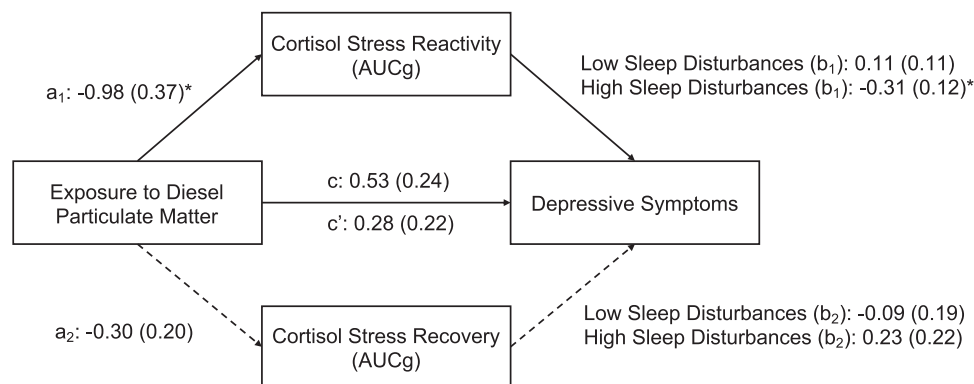 Cortisol Stress Reactivity
(AUCg)
Low Sleep Disturbances (b₁): 0.11 (0.11)
High Sleep Disturbances (b₁): -0.31 (0.12)*
a₁: -0.98 (0.37)*
Exposure to Diesel
Particulate Matter
c: 0.53 (0.24)
c’: 0.28 (0.22)
Depressive Symptoms
a₂: -0.30 (0.20)
Cortisol Stress Recovery
(AUCg)
Low Sleep Disturbances (b₂): -0.09 (0.19)
High Sleep Disturbances (b₂): 0.23 (0.22)